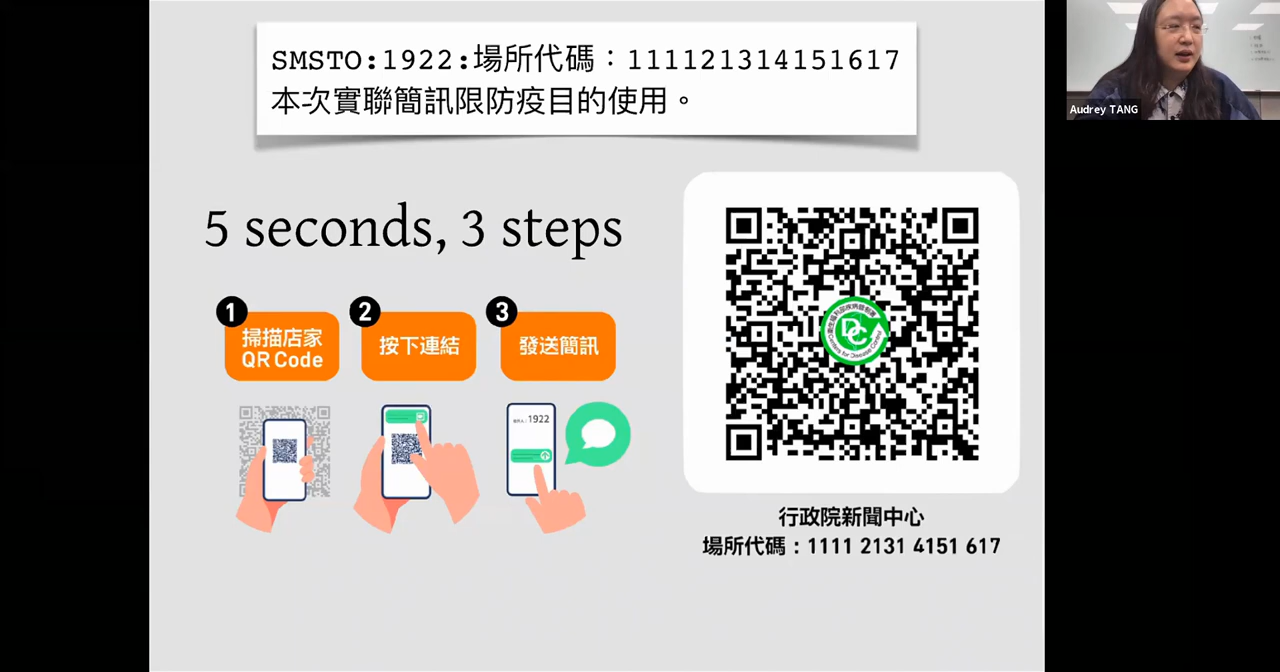 SMSTO:1922:場所代碼：111121314151617
本次實聯簡訊限防疫目的使用。
Audrey TANG
5 seconds, 3 steps
1
掃描店家
QR Code
2
按下連結
3
發送簡訊
1922
行政院新聞中心
場所代碼：1111 2131 4151 617